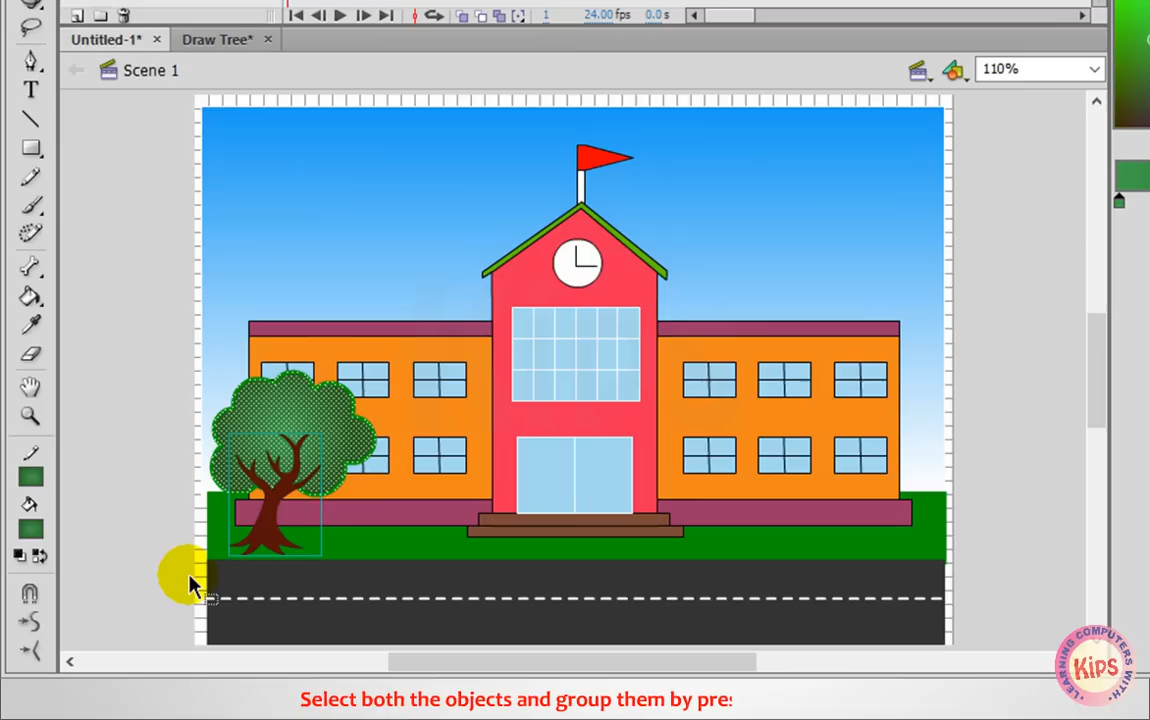 1 24.00 fps 0.0 s
Untitled-1* × Draw Tree* ×
Scene 1 110%
T
LEARNING COMPUTERS WITH
KIPS
Select both the objects and group them by pre